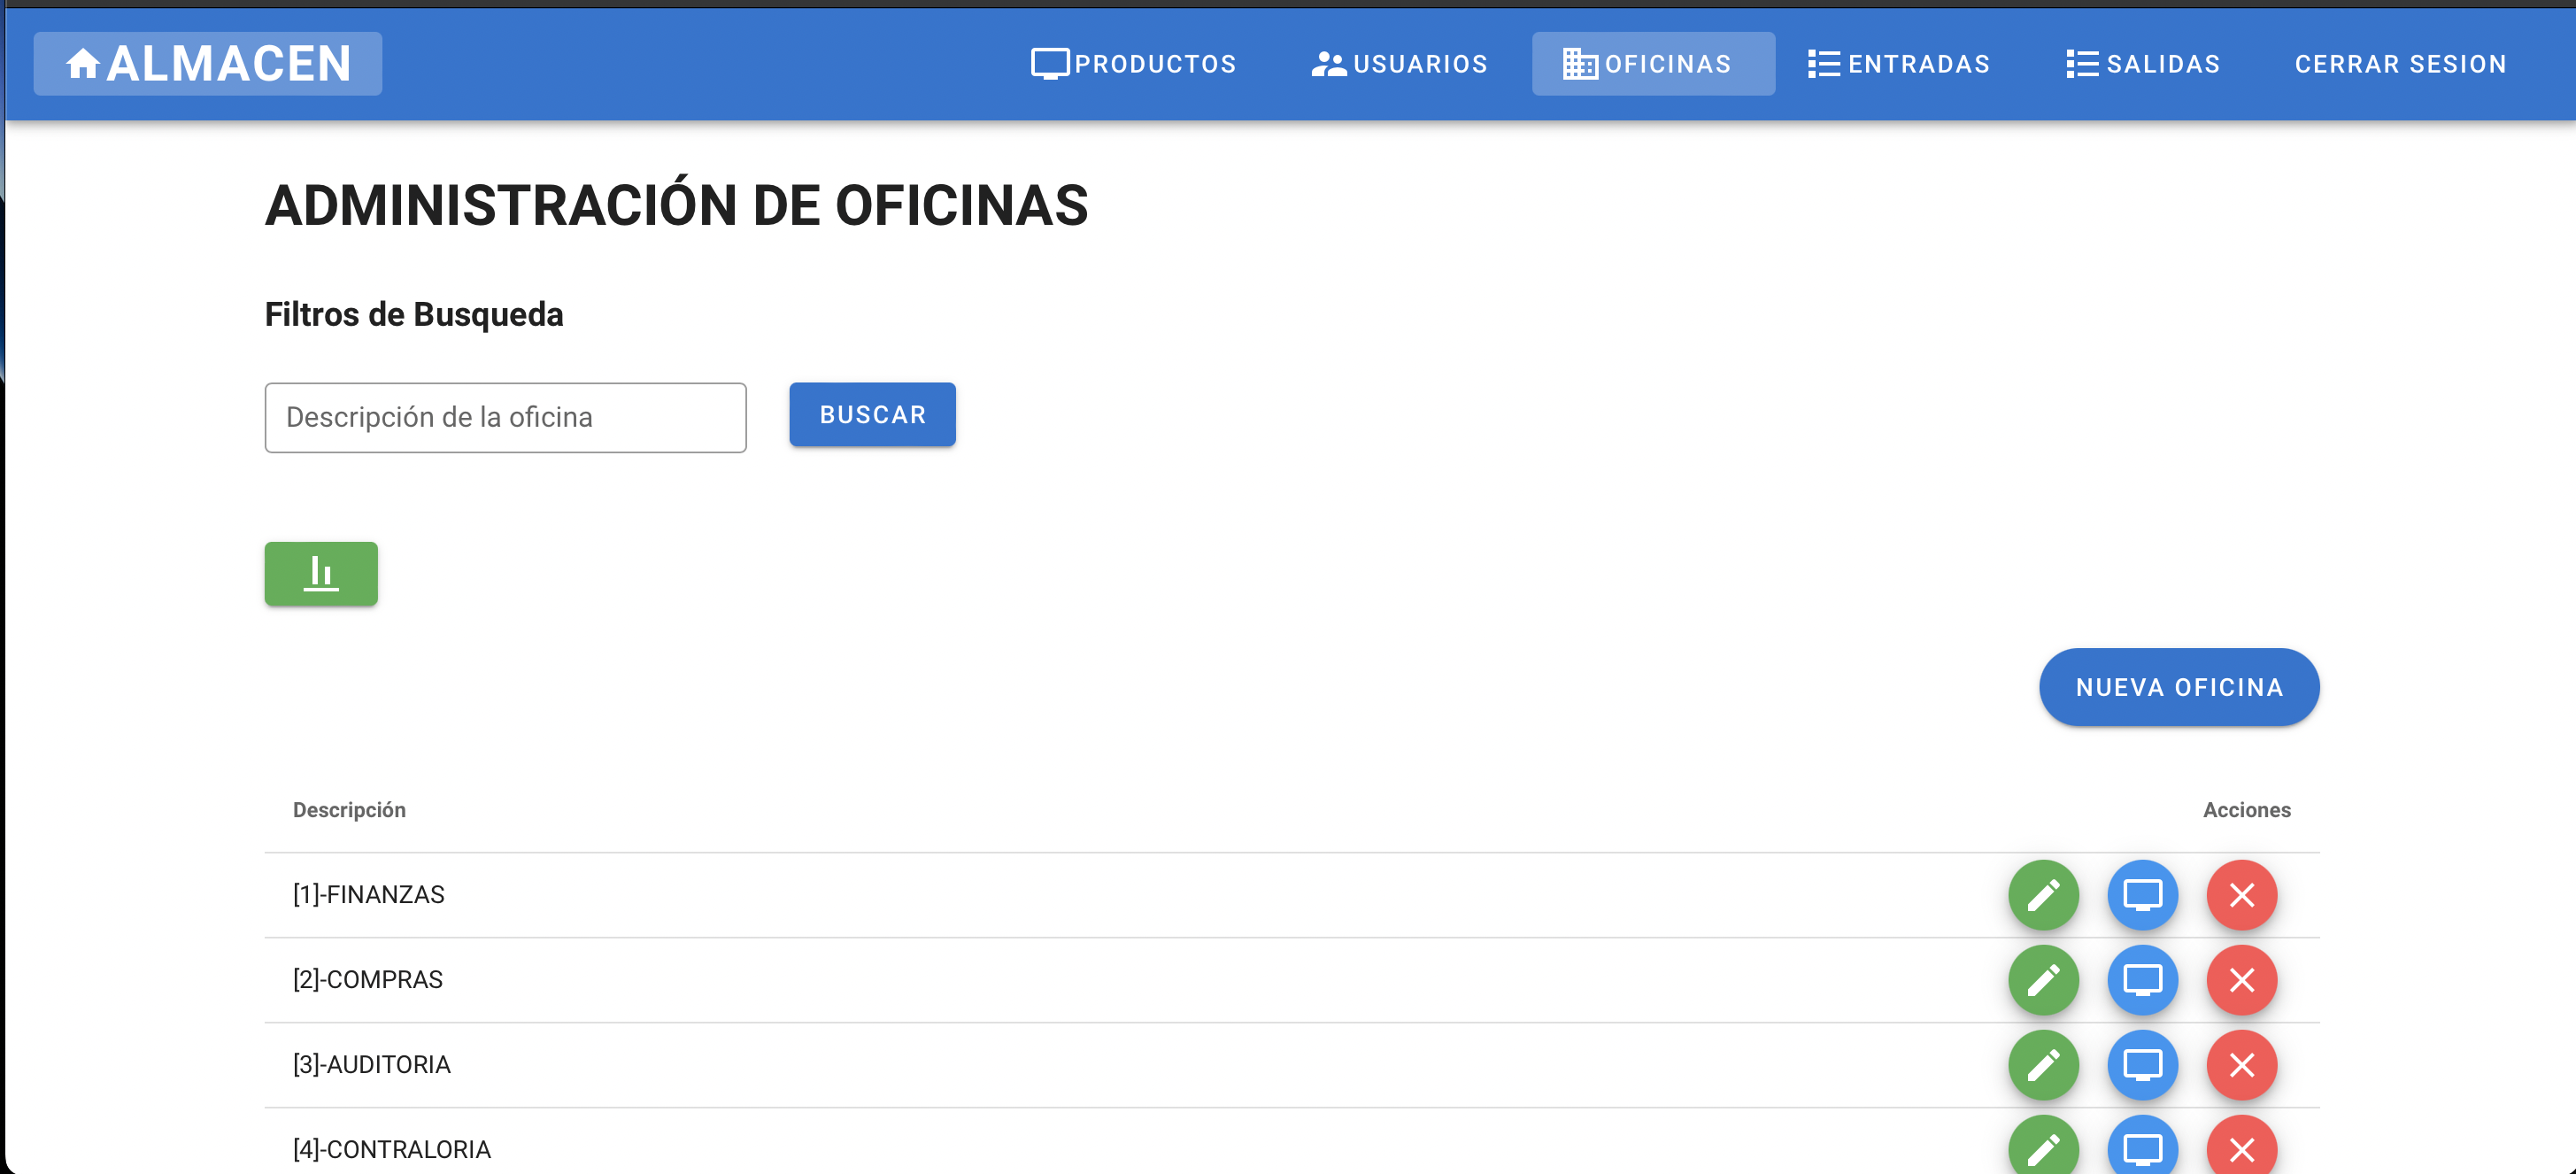 ALMACEN PRODUCTOS USUARIOS OFICINAS ENTRADAS SALIDAS CERRAR SESION
ADMINISTRACIÓN DE OFICINAS
Filtros de Busqueda
Descripción de la oficina BUSCAR
NUEVA OFICINA
Descripción Acciones
[1]-FINANZAS
[2]-COMPRAS
[3]-AUDITORIA
[4]-CONTRALORIA